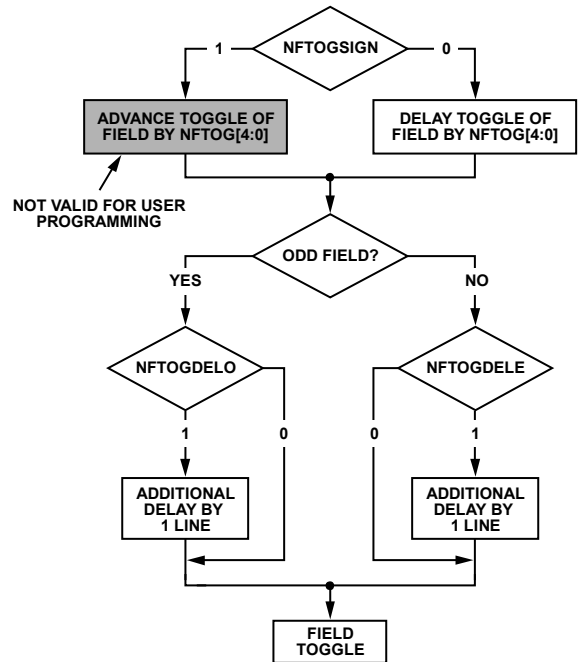 NFTOGSIGN
1
0
ADVANCE TOGGLE OF
FIELD BY NFTOG[4:0]
DELAY TOGGLE OF
FIELD BY NFTOG[4:0]
NOT VALID FOR USER
PROGRAMMING
ODD FIELD?
YES
NO
NFTOGDELO
NFTOGDELE
1
0
0
1
ADDITIONAL
DELAY BY
1 LINE
ADDITIONAL
DELAY BY
1 LINE
FIELD
TOGGLE